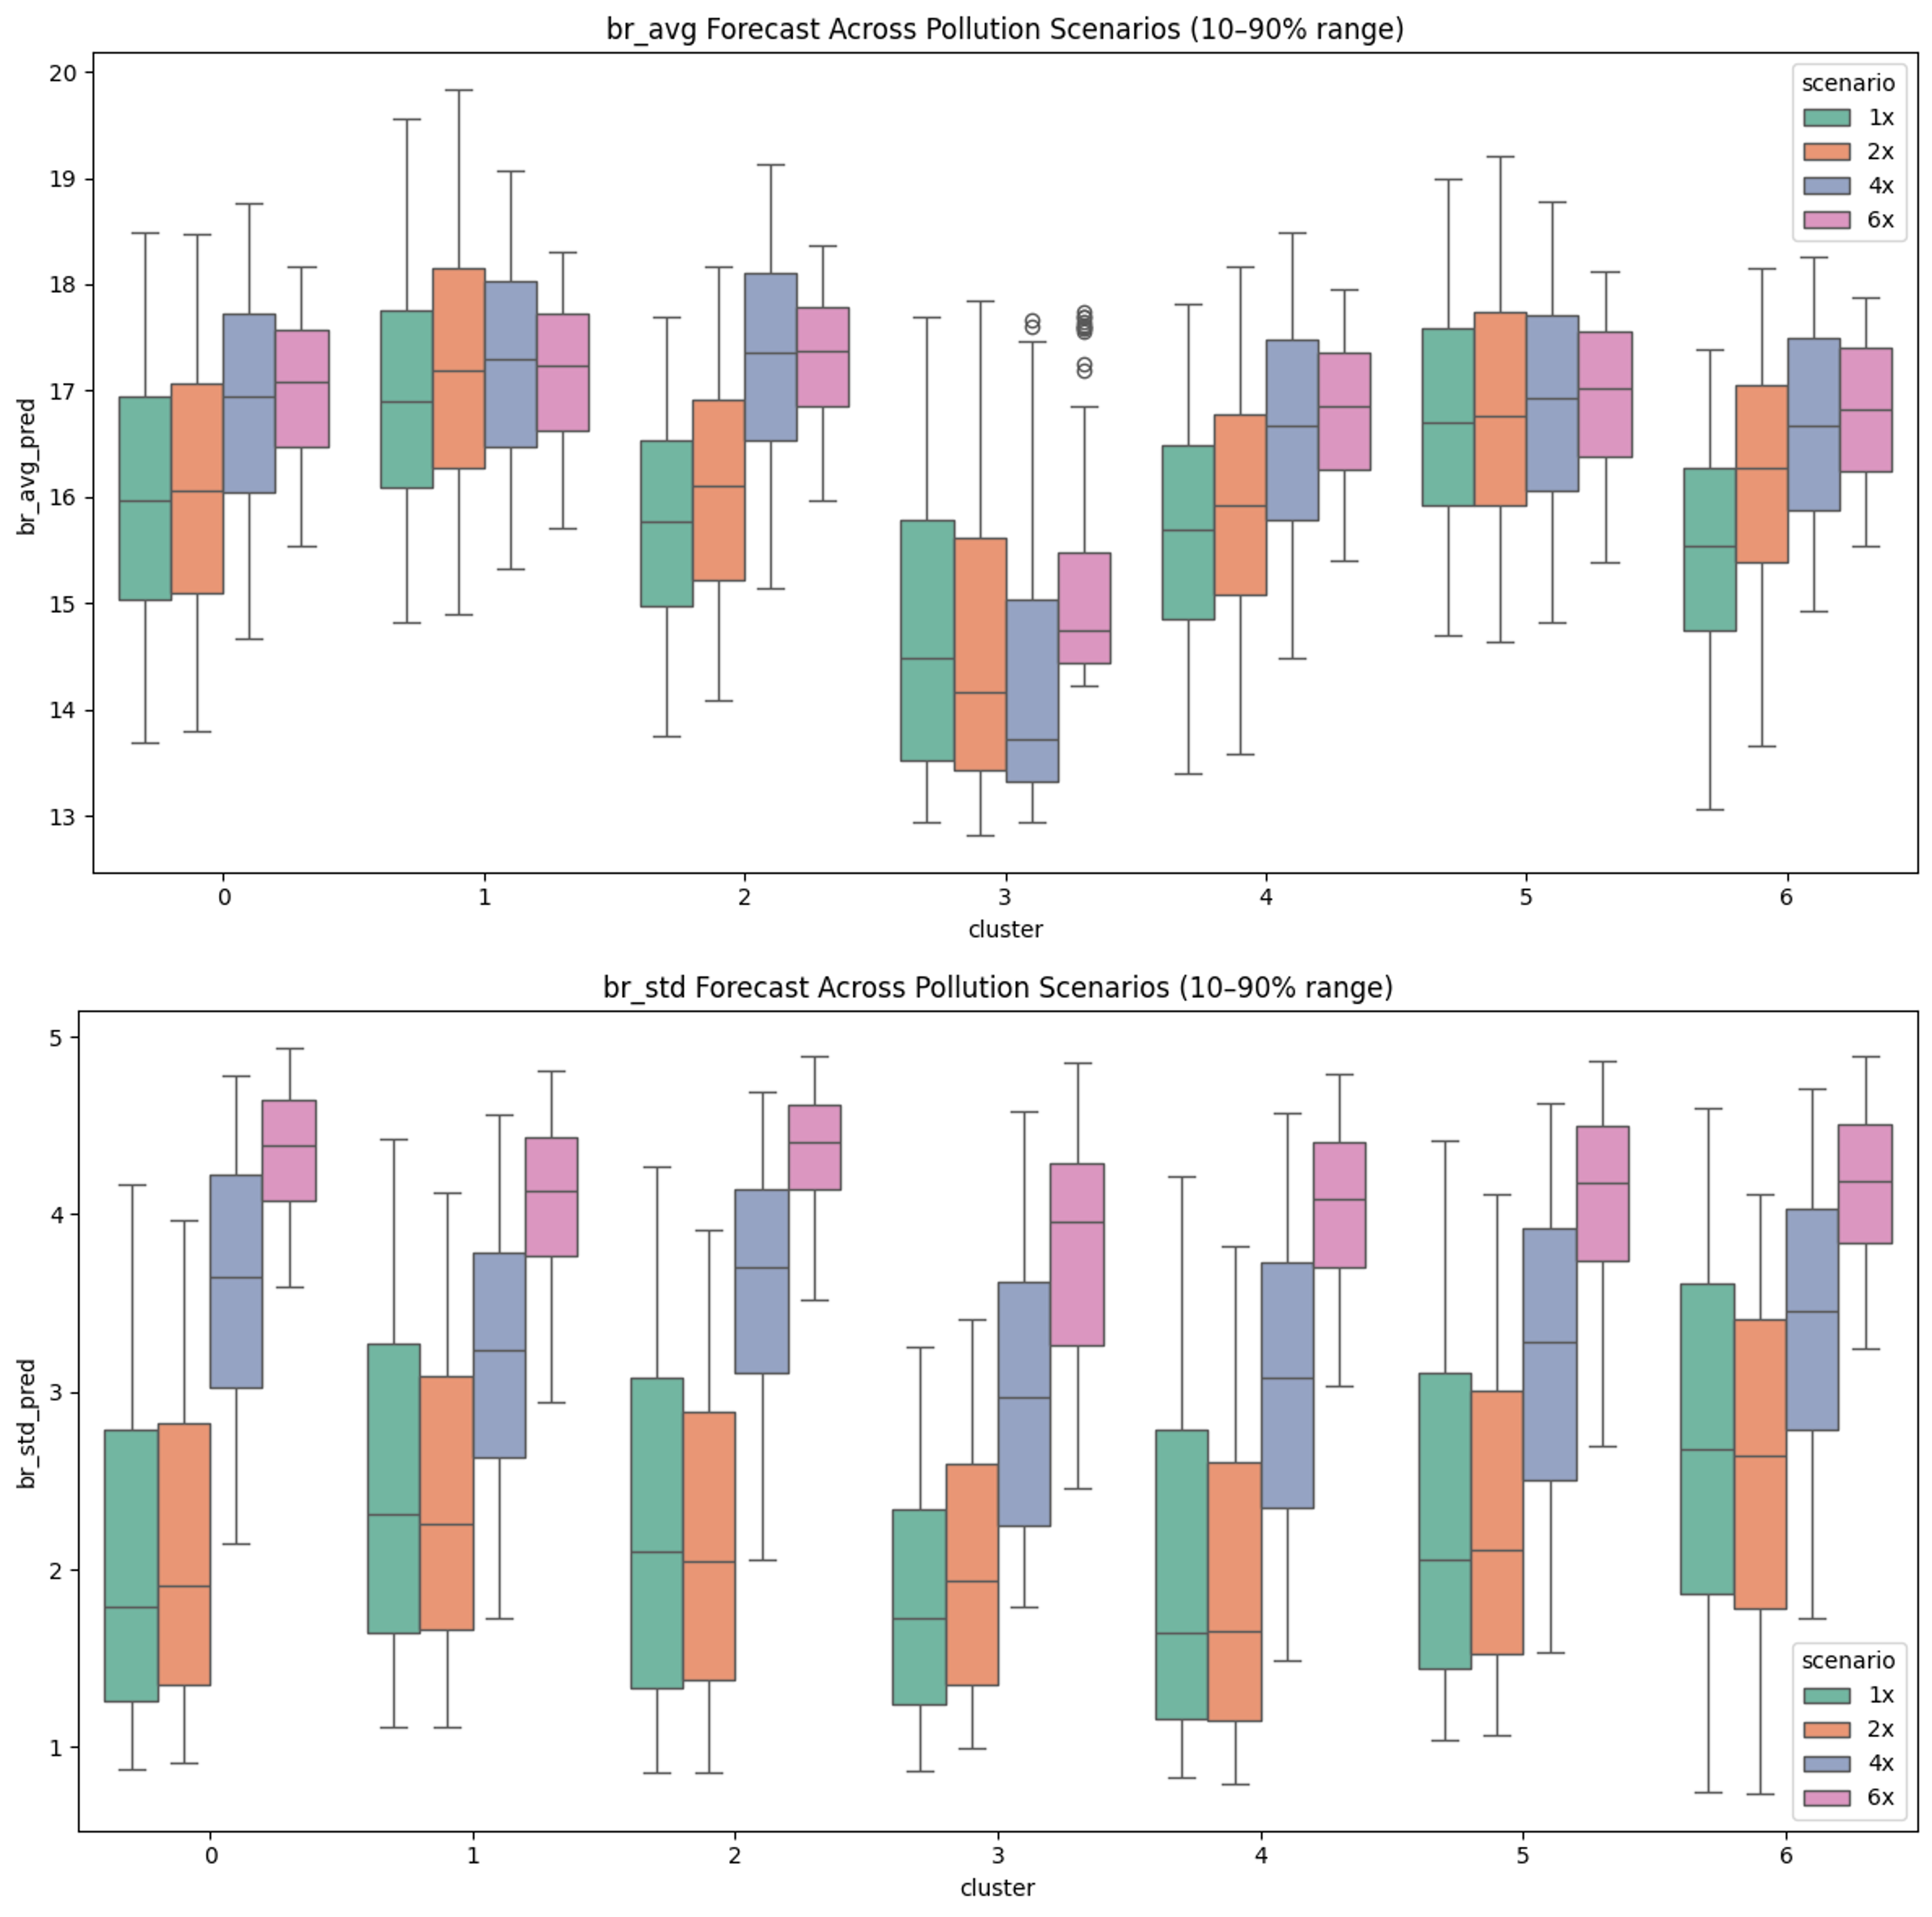 br_avg Forecast Across Pollution Scenarios (10–90% range)
br_avg_pred
20
19
18
17
16
15
14
13
scenario
1x
2x
4x
6x
0 1 2 3 4 5 6
cluster
br_std Forecast Across Pollution Scenarios (10–90% range)
br_std_pred
5
4
3
2
1
scenario
1x
2x
4x
6x
0 1 2 3 4 5 6
cluster